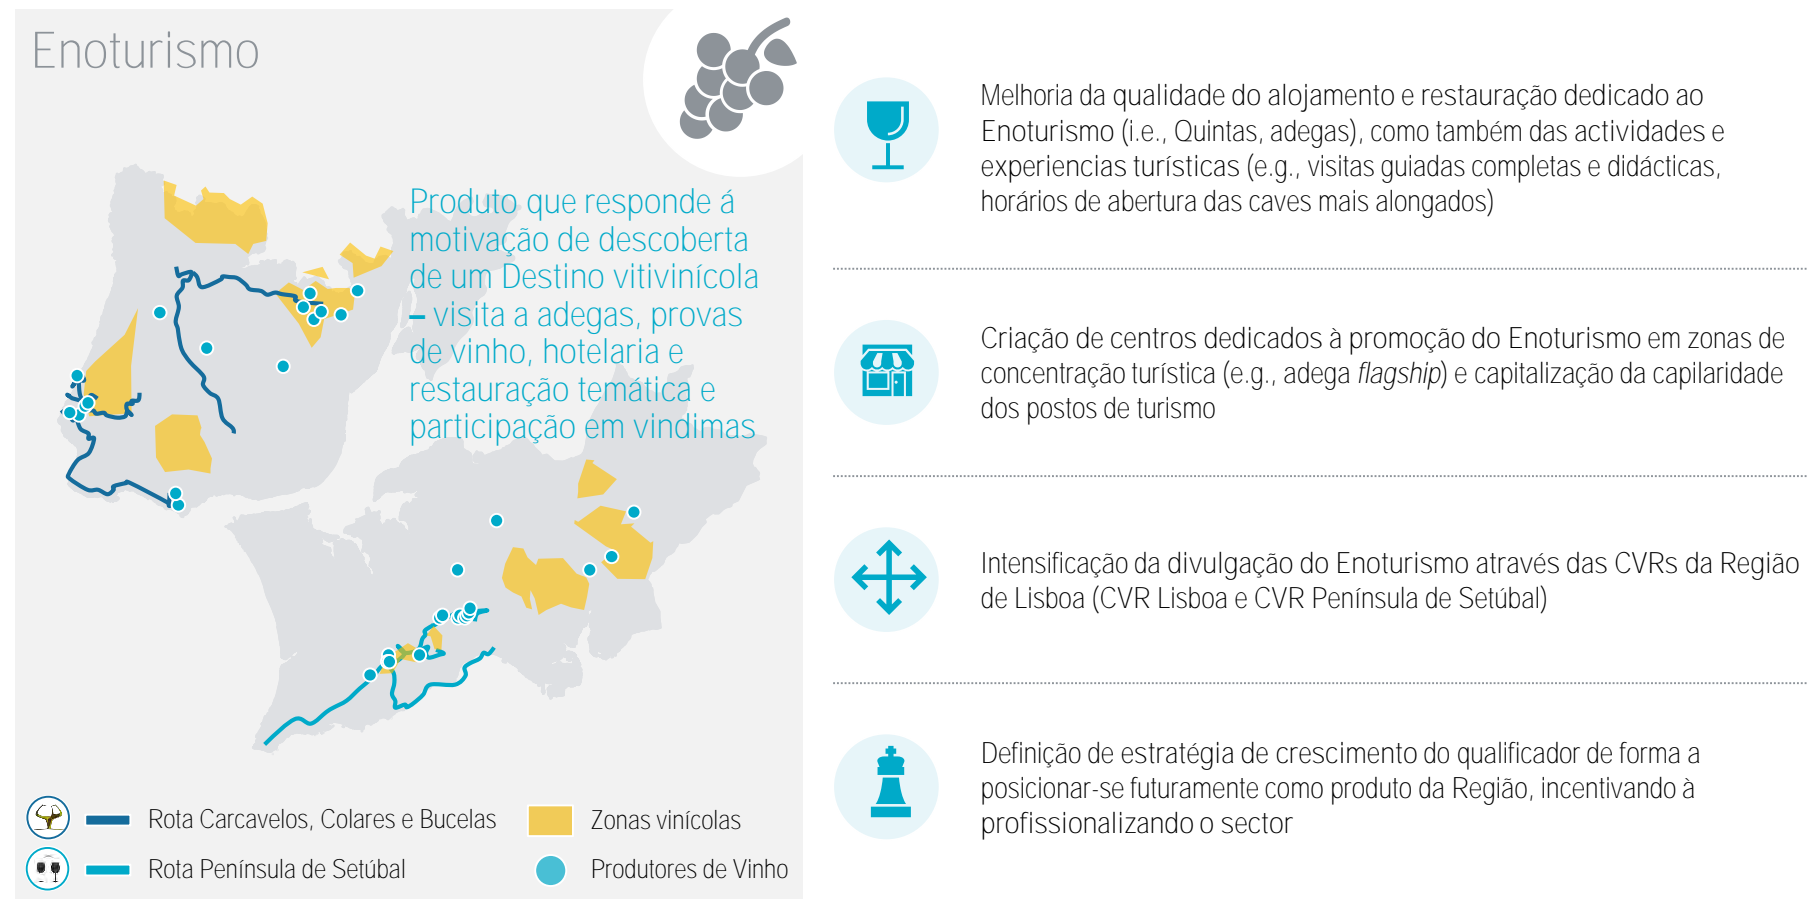 Enoturismo
Produto que responde á
motivação de descoberta
de um Destino vitivinícola
– visita a adegas, provas
de vinho, hotelaria e
restauração temática e
participação em vindimas
Rota Carcavelos, Colares e Bucelas
Rota Península de Setúbal
Zonas vinícolas
Produtores de Vinho
Melhoria da qualidade do alojamento e restauração dedicado ao
Enoturismo (i.e., Quintas, adegas), como também das actividades e
experiencias turísticas (e.g., visitas guiadas completas e didácticas,
horários de abertura das caves mais alongados)
Criação de centros dedicados à promoção do Enoturismo em zonas de
concentração turística (e.g., adega flagship) e capitalização da capilaridade
dos postos de turismo
Intensificação da divulgação do Enoturismo através das CVRs da Região
de Lisboa (CVR Lisboa e CVR Península de Setúbal)
Definição de estratégia de crescimento do qualificador de forma a
posicionar-se futuramente como produto da Região, incentivando à
profissionalizando o sector